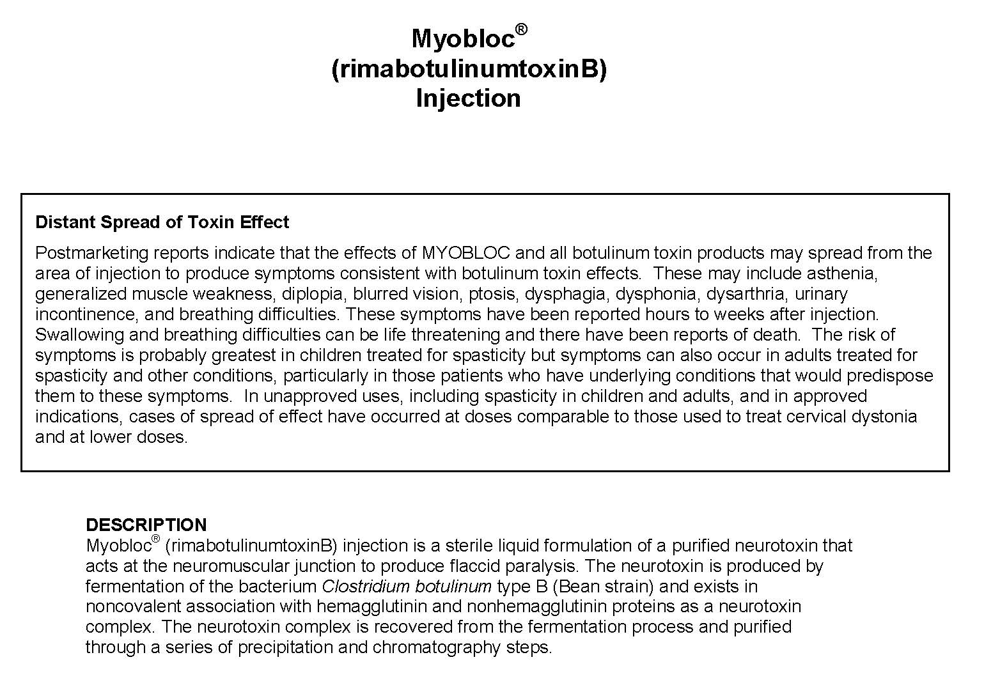 Myobloc®
(rimabotulinumtoxinB)
Injection
Distant Spread of Toxin Effect
Postmarketing reports indicate that the effects of MYOBLOC and all botulinum toxin products may spread from the
area of injection to produce symptoms consistent with botulinum toxin effects.  These may include asthenia,
generalized muscle weakness, diplopia, blurred vision, ptosis, dysphagia, dysphonia, dysarthria, urinary
incontinence, and breathing difficulties. These symptoms have been reported hours to weeks after injection.
Swallowing and breathing difficulties can be life threatening and there have been reports of death.  The risk of
symptoms is probably greatest in children treated for spasticity but symptoms can also occur in adults treated for
spasticity and other conditions, particularly in those patients who have underlying conditions that would predispose
them to these symptoms.  In unapproved uses, including spasticity in children and adults, and in approved
indications, cases of spread of effect have occurred at doses comparable to those used to treat cervical dystonia
and at lower doses.
DESCRIPTION
Myobloc® (rimabotulinumtoxinB) injection is a sterile liquid formulation of a purified neurotoxin that
acts at the neuromuscular junction to produce flaccid paralysis. The neurotoxin is produced by
fermentation of the bacterium Clostridium botulinum type B (Bean strain) and exists in
noncovalent association with hemagglutinin and nonhemagglutinin proteins as a neurotoxin
complex. The neurotoxin complex is recovered from the fermentation process and purified
through a series of precipitation and chromatography steps.